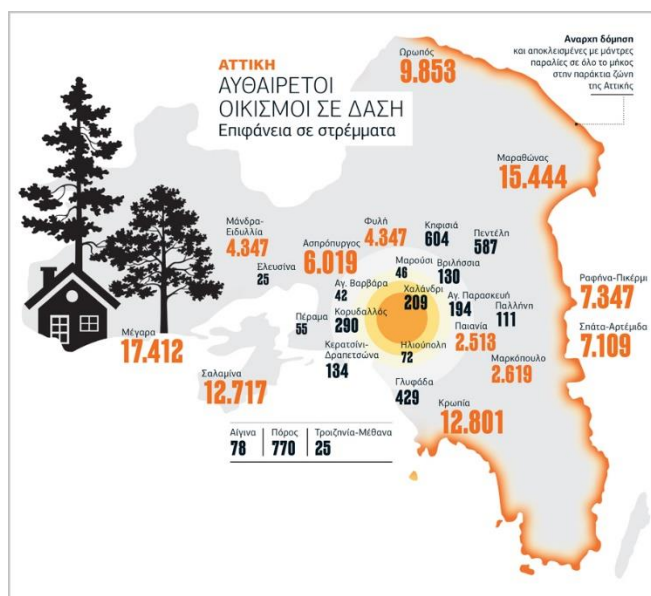 ΑΤΤΙΚΗ
ΑΥΘΑΙΡΕΤΟΙ
ΟΙΚΙΣΜΟΙ ΣΕ ΔΑΣΗ
Επιφάνεια σε στρέμματα
Ωρωπός
9.853
Αναρχη δόμηση
και αποκλεισμένες με μάντρες
παραλίες σε όλο το μήκος
στην παράκτια ζώνη
της Αττικής
Μαραθώνας
15.444
Μάνδρα-
Ειδυλλία
4.347
Ελευσίνα
25
Ασπρόπυργος
6.019
Φυλή
4.347
Κηφισιά
604
Πεντέλη
587
Μαρούσι
46
Βριλήσσια
130
Αγ. Βαρβάρα
42
Χαλάνδρι
209
Αγ. Παρασκευή
194
Παλλήνη
111
Ραφήνα-Πικέρμι
7.347
Πέραμα
55
Κορυδαλλός
290
Παιανία
2.513
Σπάτα-Αρτέμιδα
7.109
Μέγαρα
17.412
Κερατσίνι-
Δραπετσώνα
134
Ηλιούπολη
72
Μαρκόπουλο
2.619
Σαλαμίνα
12.717
Γλυφάδα
429
Κρωπία
12.801
Αίγινα
78
Πόρος
770
Τροιζηνία-Μέθανα
25